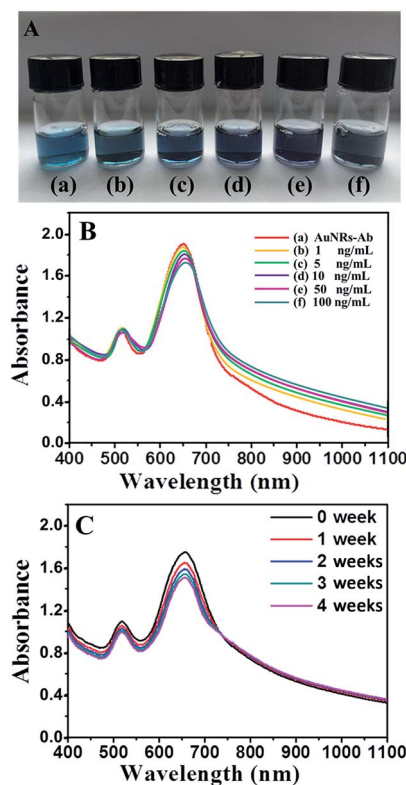 A
(a) (b) (c) (d) (e) (f)
B
(a) AuNRs-Ab
(b) 1 ng/mL
(c) 5 ng/mL
(d) 10 ng/mL
(e) 50 ng/mL
(f) 100 ng/mL
Absorbance
2.0
1.6
1.2
0.8
0.4
0.0
400 500 600 700 800 900 1000 1100
Wavelength (nm)
C
0 week
1 week
2 weeks
3 weeks
4 weeks
Absorbance
2.0
1.6
1.2
0.8
0.4
0.0
400 500 600 700 800 900 1000 1100
Wavelength (nm)